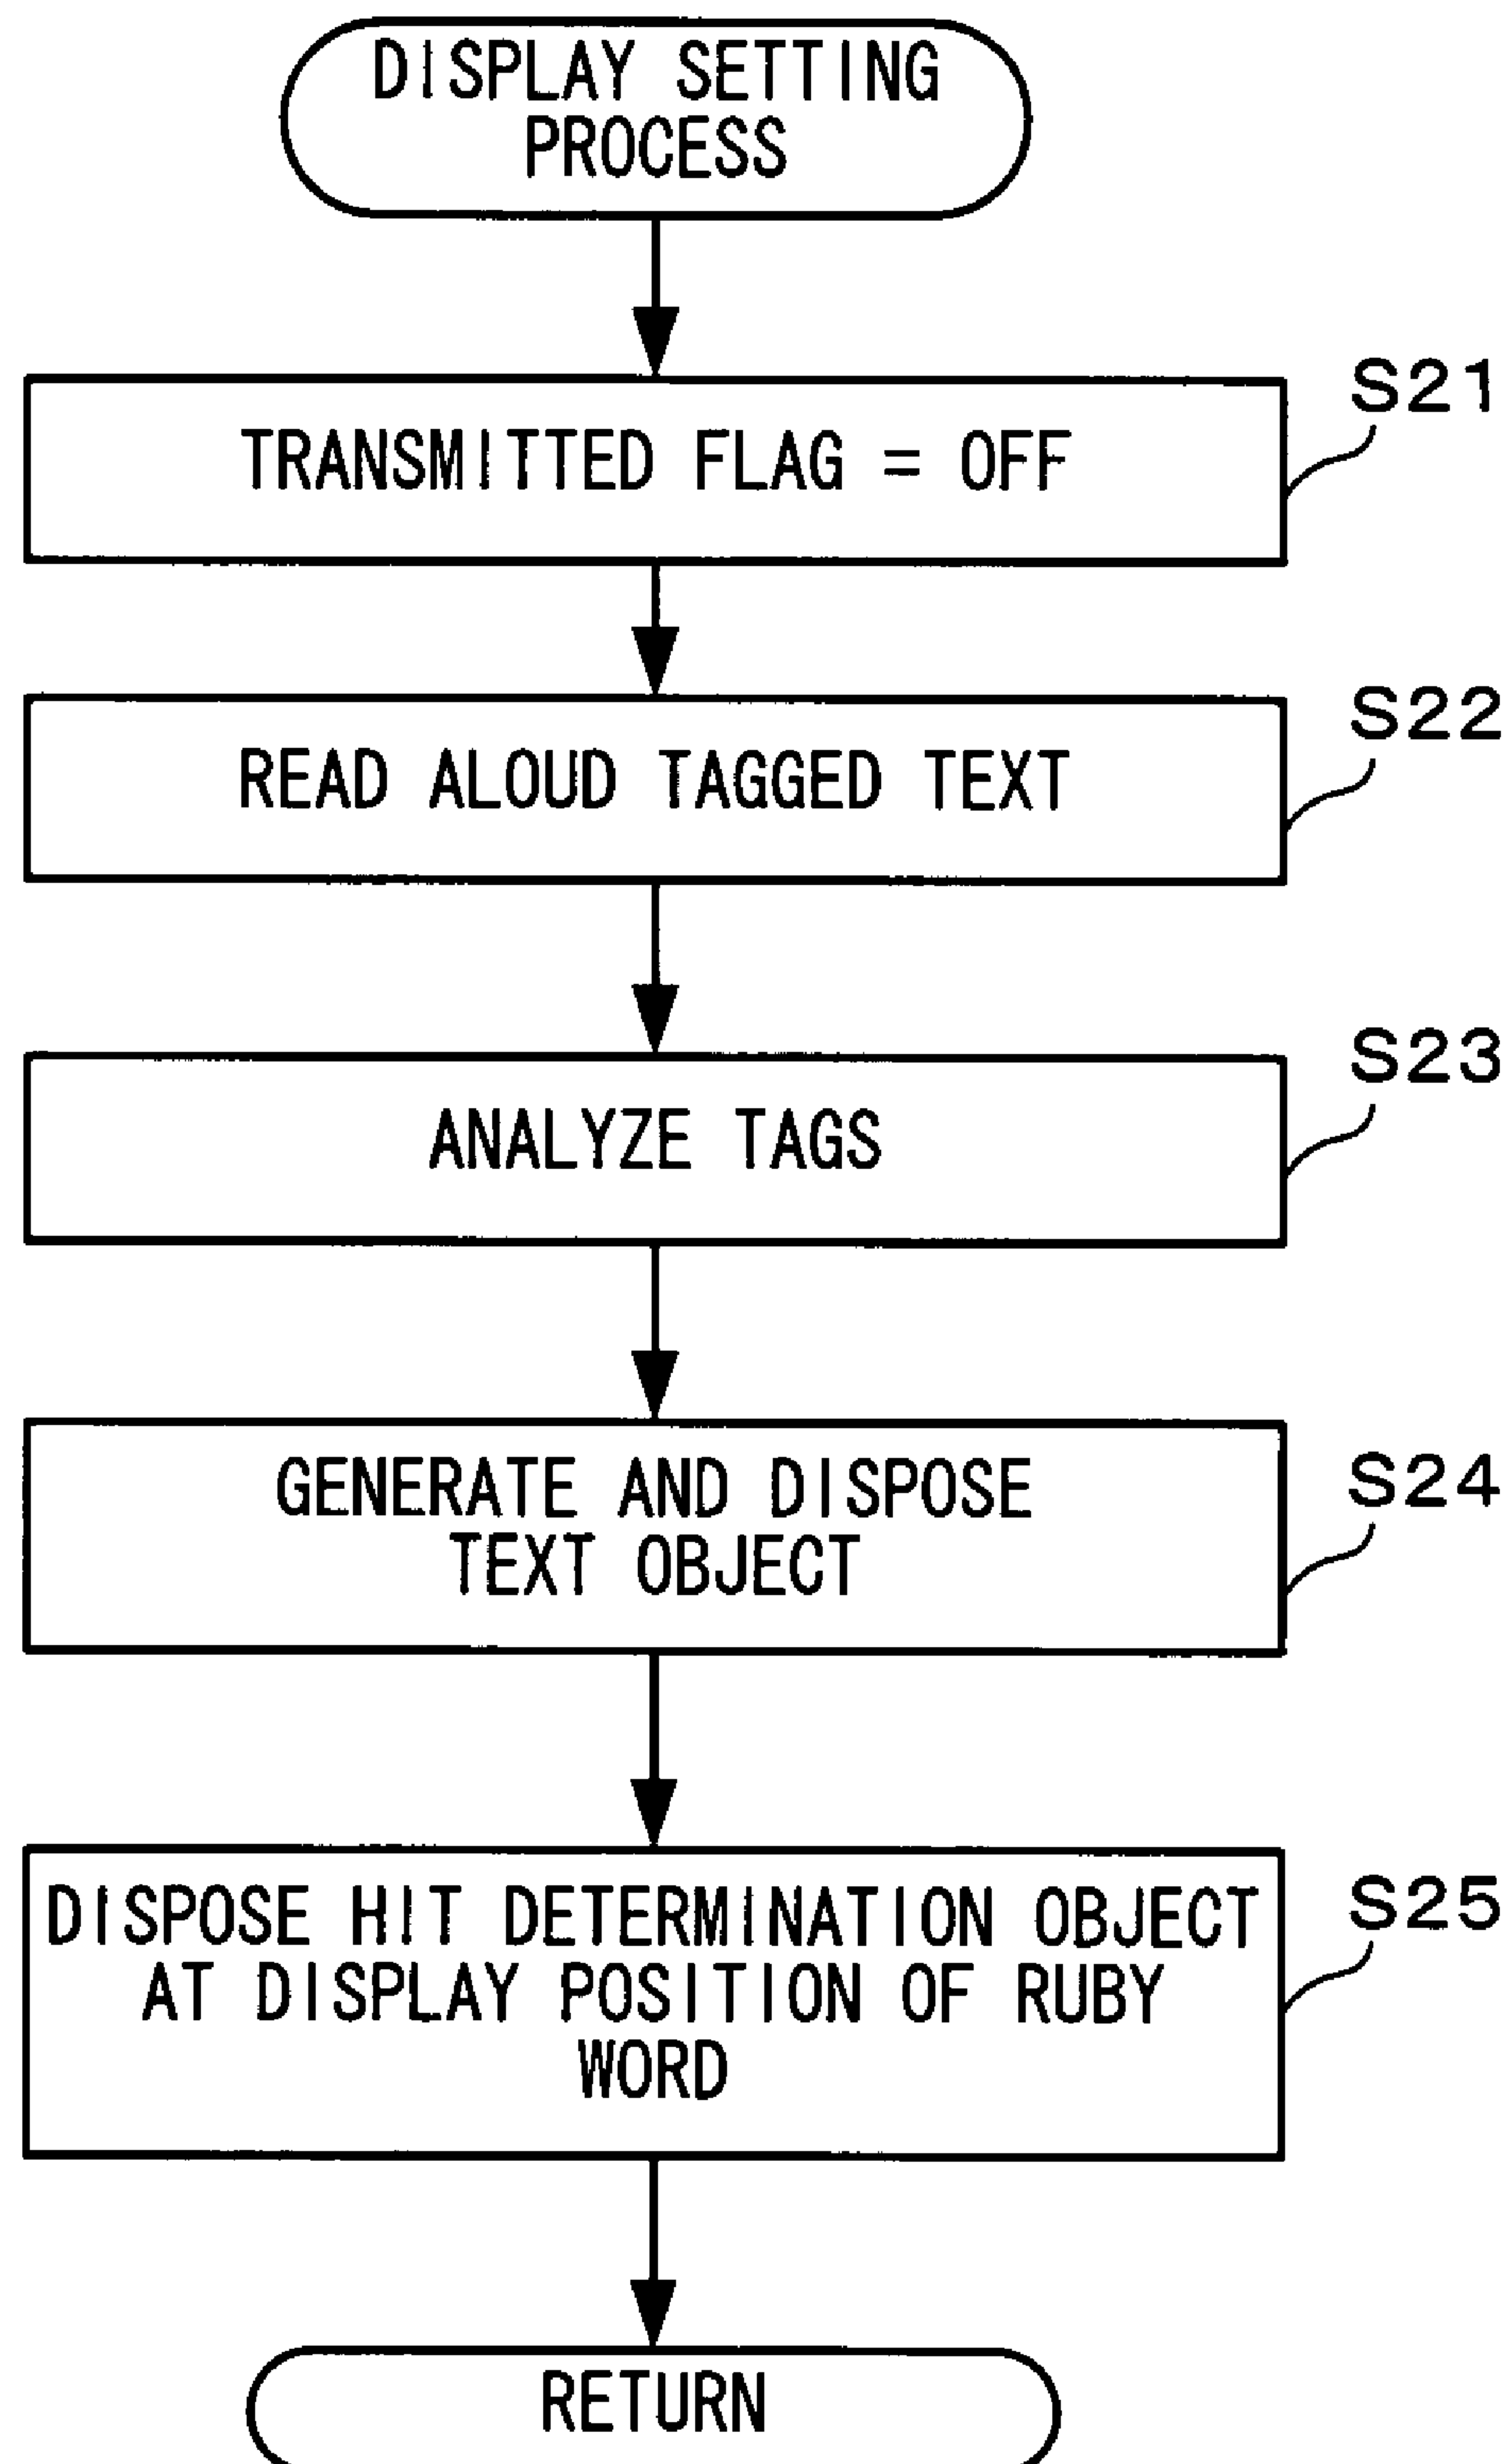 DISPLAY SETTING
PROCESS
S21
TRANSMITTED FLAG = OFF
S22
READ ALOUD TAGGED TEXT
S23
ANALYZE TAGS
S24
GENERATE AND DISPOSE
TEXT OBJECT
S25
DISPOSE HIT DETERMINATION OBJECT
AT DISPLAY POSITION OF RUBY
WORD
RETURN